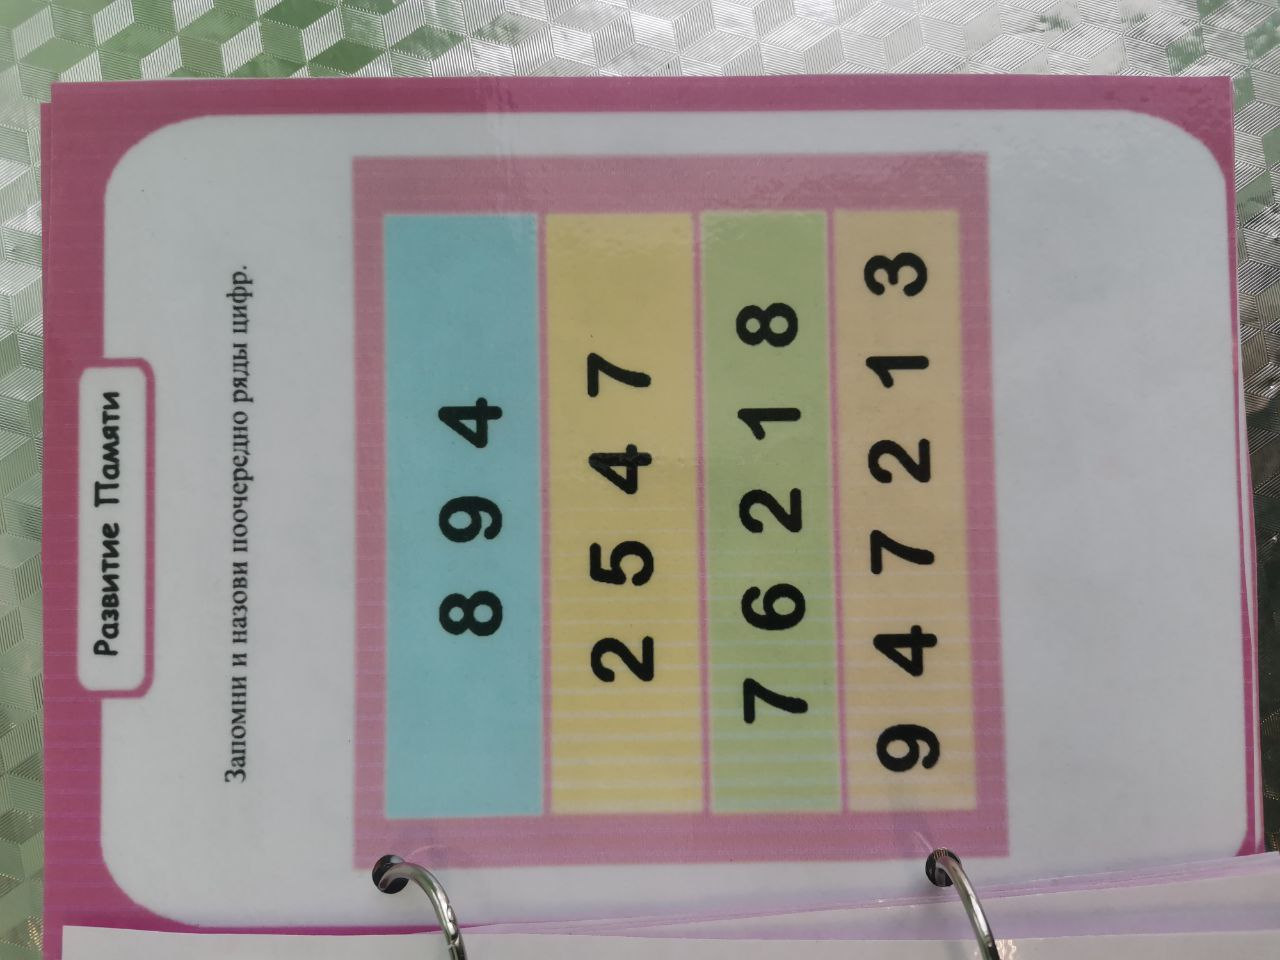 Развитие Памяти
Запомни и назови поочередно ряды цифр.
8 9 4
2 5 4 7
7 6 2 1 8
9 4 7 2 1 3